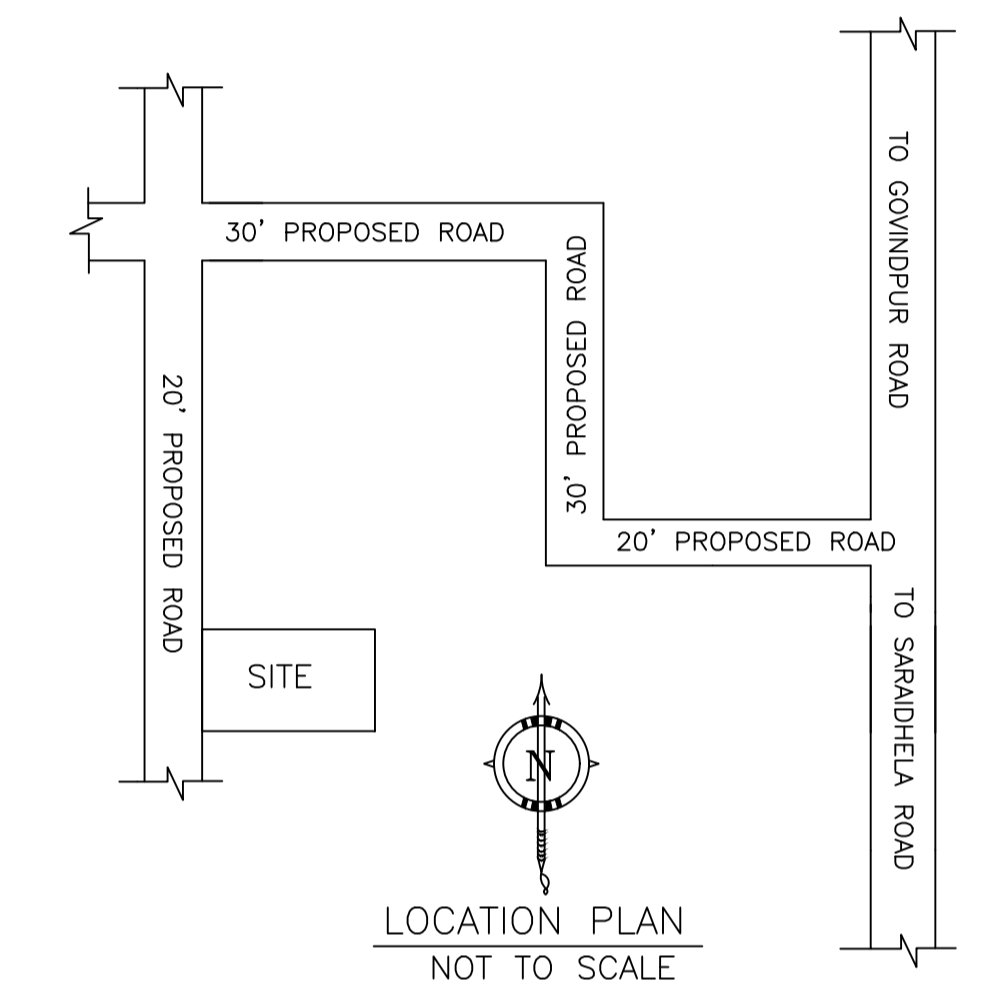 30' PROPOSED ROAD
30' PROPOSED ROAD
TO GOVINDPUR ROAD
20' PROPOSED ROAD
20' PROPOSED ROAD
TO SARAIDHELA ROAD
SITE
N
LOCATION PLAN
NOT TO SCALE